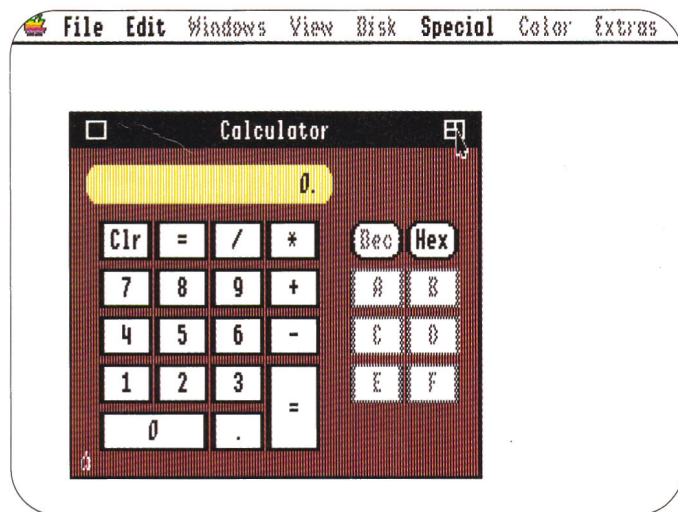 File Edit Windows View Disk Special Color Extras
Calculator
0.
Clr = / * Dec Hex
7 8 9 + A B
4 5 6 - C D
1 2 3 = E F
0 .